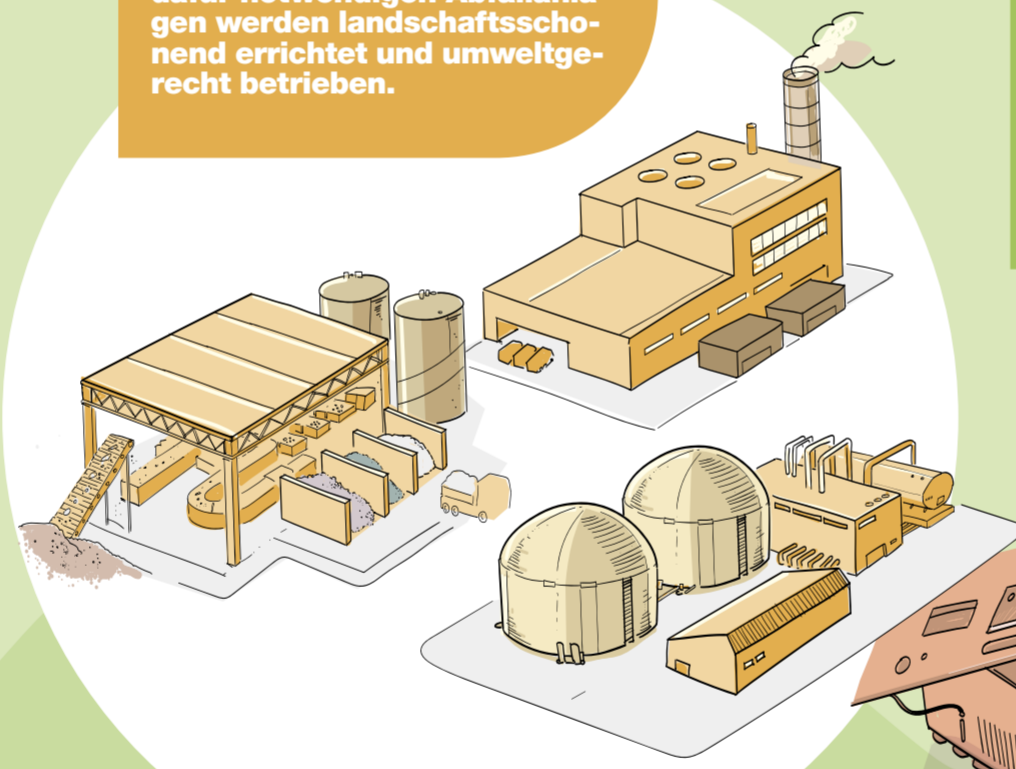 gen werden landschaftsscho-
nend errichtet und umweltge-
recht betrieben.